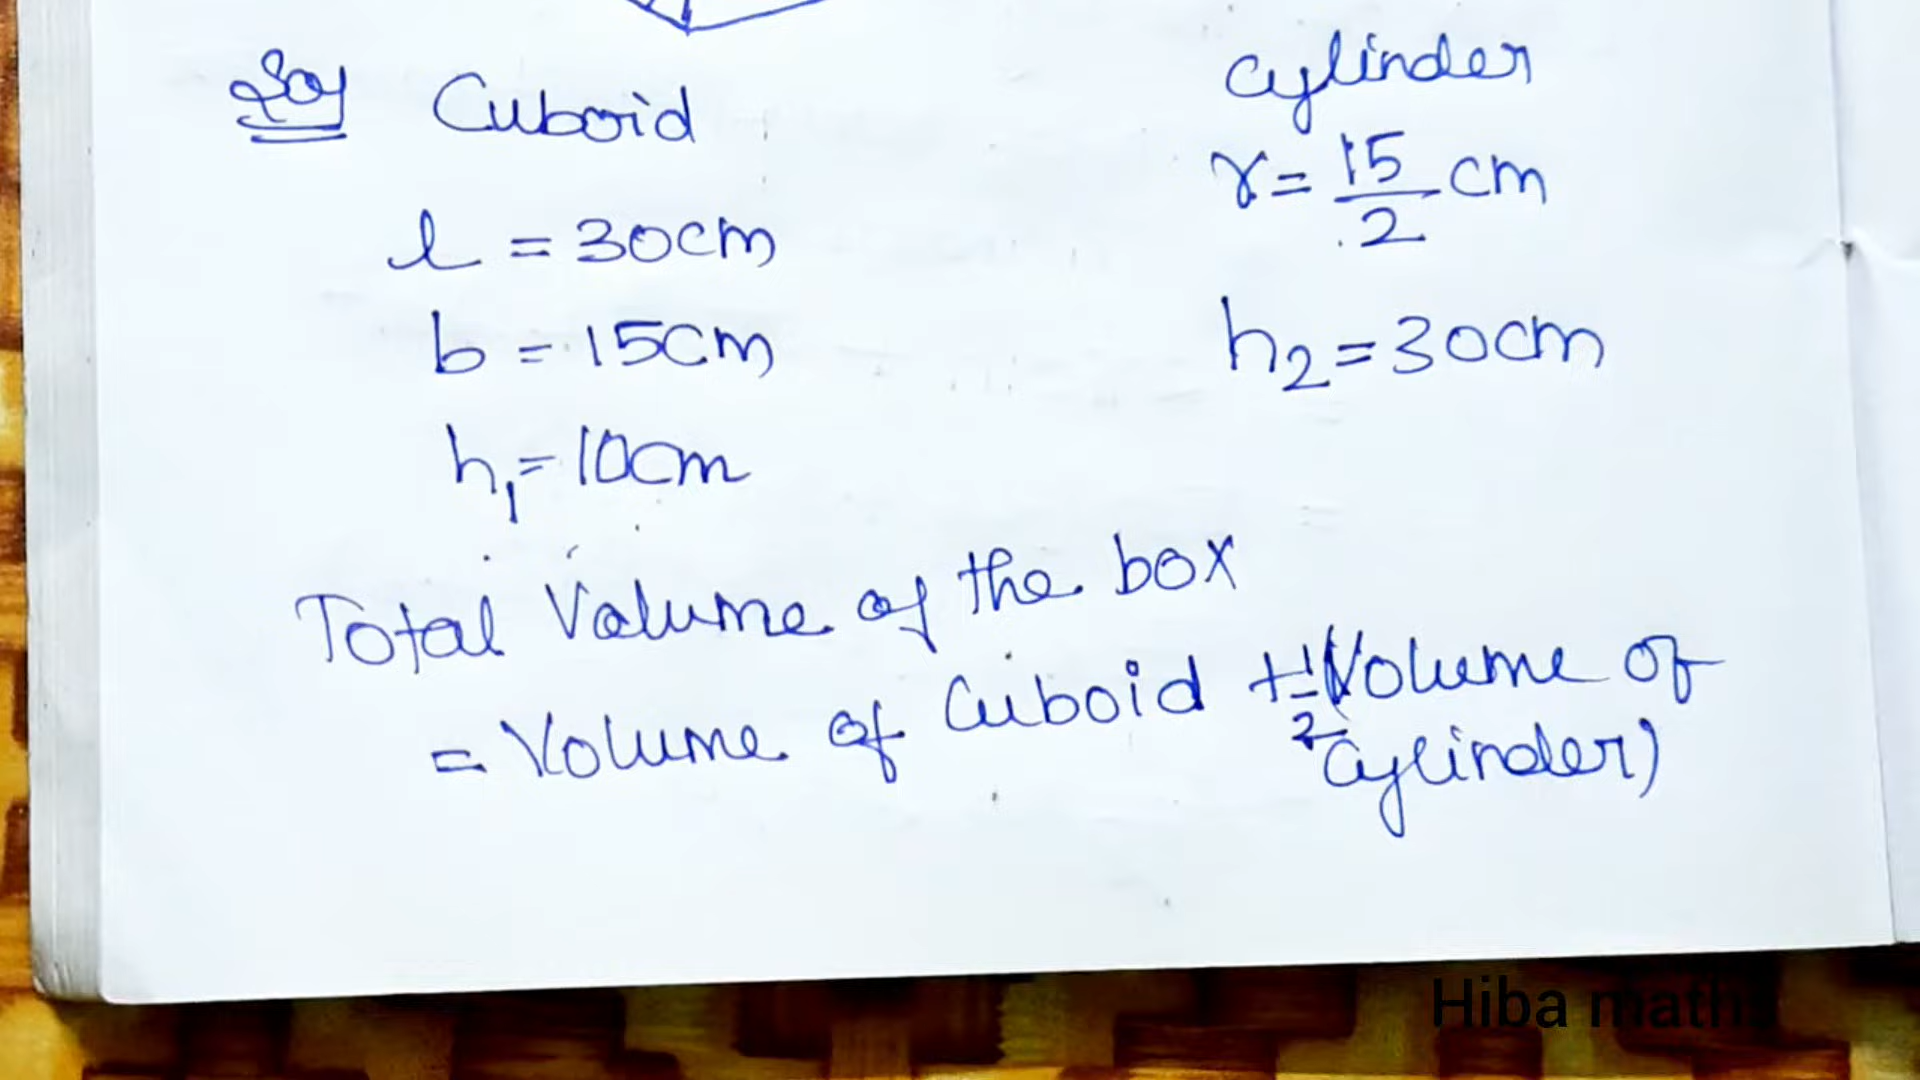 Sol Cuboid
l = 30cm
b = 15cm
h₁ = 10cm
Cylinder
r = 15/2 cm
h₂ = 30cm
Total Volume of the box
= Volume of Cuboid + 1/2 (Volume of
Cylinder)
Hiba maths